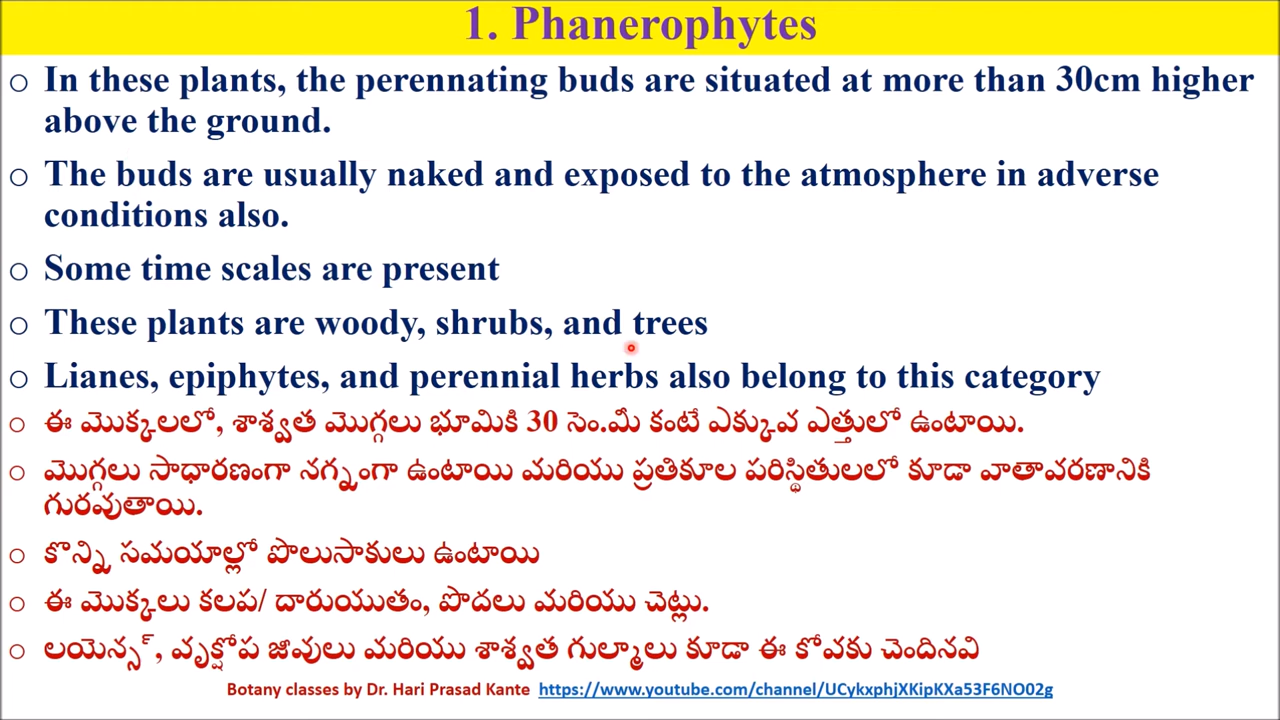 1. Phanerophytes
o In these plants, the perennating buds are situated at more than 30cm higher
above the ground.
o The buds are usually naked and exposed to the atmosphere in adverse
conditions also.
o Some time scales are present
o These plants are woody, shrubs, and trees
o Lianes, epiphytes, and perennial herbs also belong to this category
o ఈ మొక్కలలో, శాశ్వత మొగ్గలు భూమికి 30 సెం.మీ కంటే ఎక్కువ ఎత్తులో ఉంటాయి.
o మొగ్గలు సాధారణంగా నగ్నంగా ఉంటాయి మరియు ప్రతికూల పరిస్థితులలో కూడా వాతావరణానికి
గురవుతాయి.
o కొన్ని సమయాల్లో పొలుసాకులు ఉంటాయి
o ఈ మొక్కలు కలప/ దారుయుతం, పొదలు మరియు చెట్లు.
o లయెన్స్, వృక్షోప జీవులు మరియు శాశ్వత గుల్మాలు కూడా ఈ కోవకు చెందినవి
Botany classes by Dr. Hari Prasad Kante https://www.youtube.com/channel/UCykxphjXKipKXa53F6NO02g